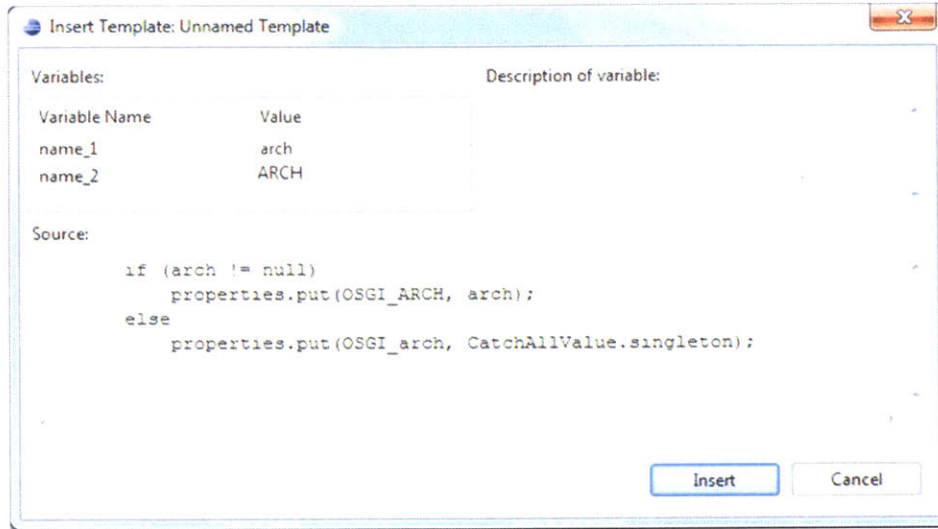 Insert Template: Unnamed Template
Variables:
Description of variable:
Variable Name Value
name_1 arch
name_2 ARCH
Source:
if (arch != null)
properties.put(OSGI_ARCH, arch);
else
properties.put(OSGI_arch, CatchAllValue.singleton);
Insert Cancel